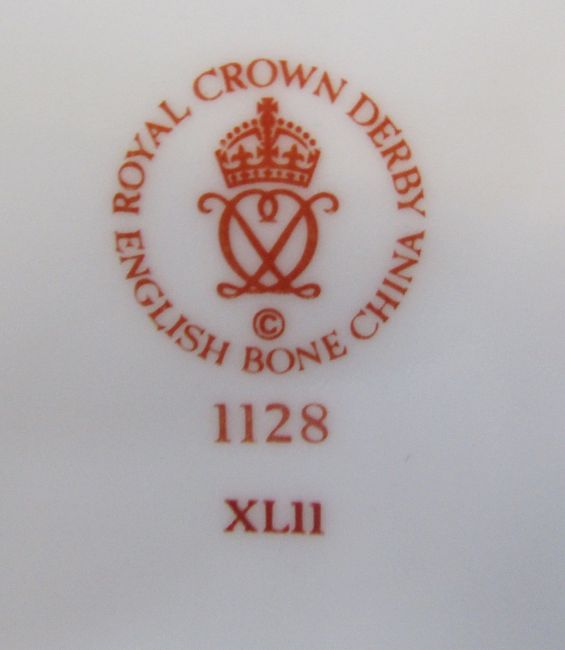 ROYAL CROWN DERBY
ENGLISH BONE CHINA
©
1128
XLII